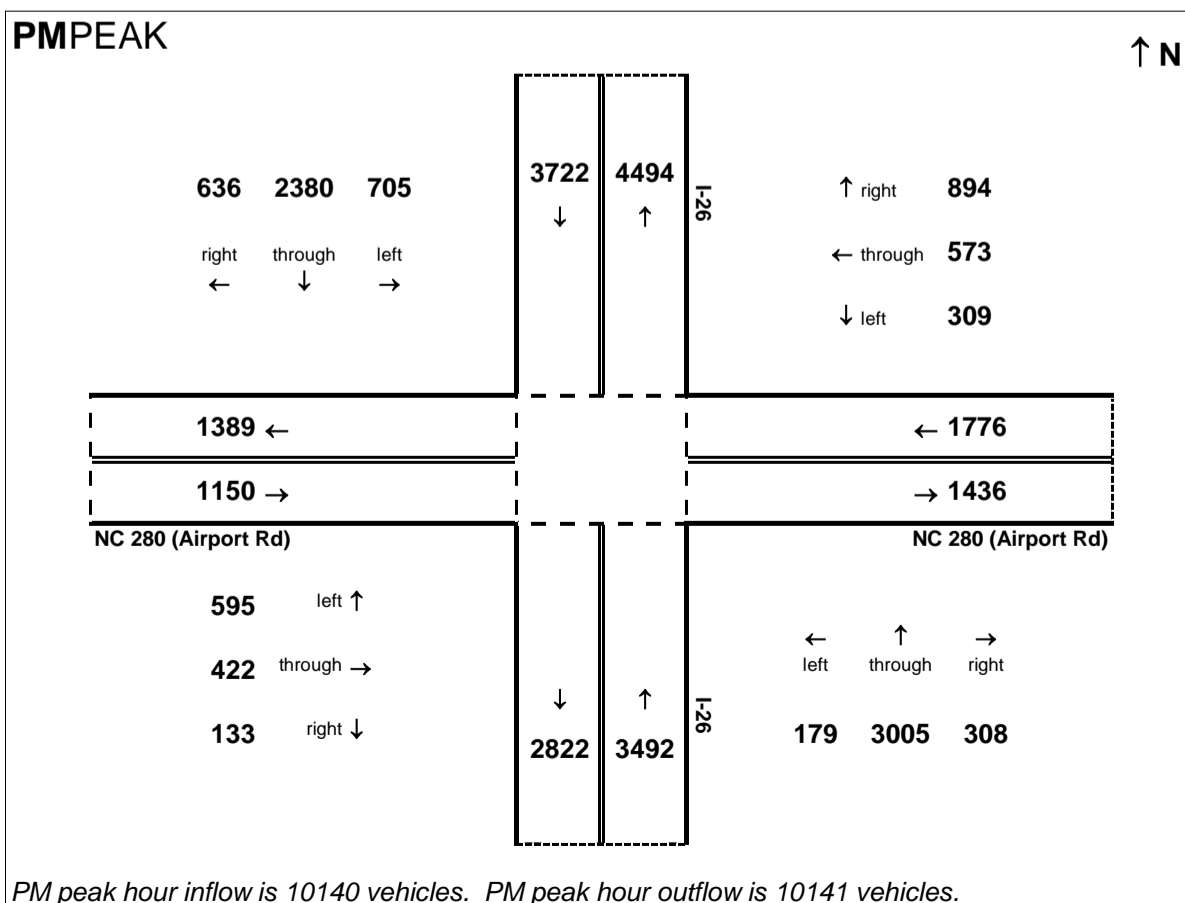 PM PEAK
↑ N
636 2380 705
right through left
← ↓ →
3722 4494
↓ ↑
I-26
↑ right 894
← through 573
↓ left 309
1389 ←
← 1776
1150 →
→ 1436
NC 280 (Airport Rd)
NC 280 (Airport Rd)
595 left ↑
422 through →
133 right ↓
↓ ↑
2822 3492
I-26
← ↑ →
left through right
179 3005 308
PM peak hour inflow is 10140 vehicles. PM peak hour outflow is 10141 vehicles.